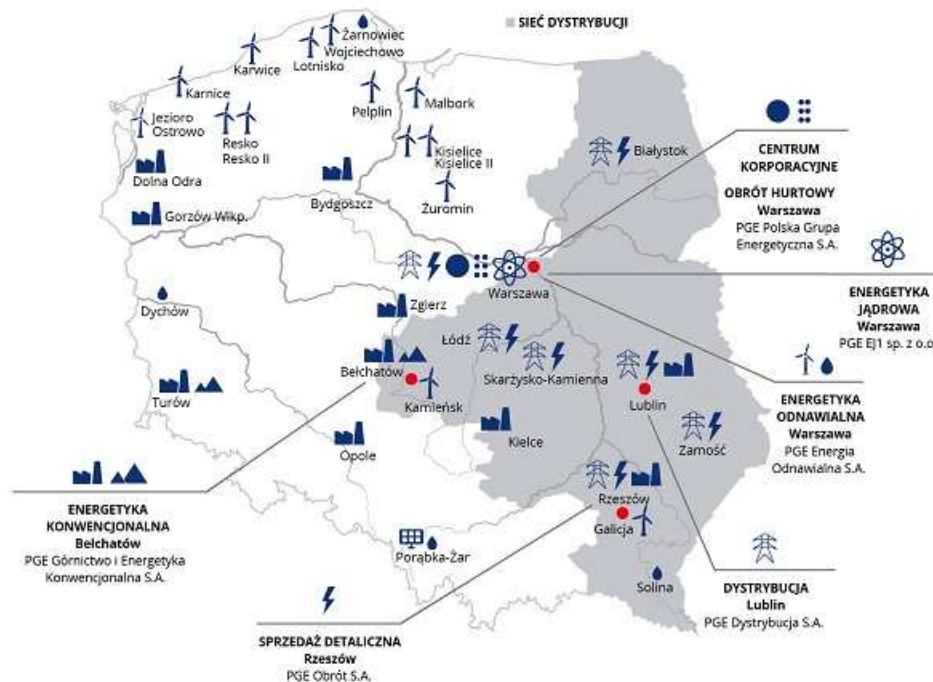 SIEĆ DYSTRYBUCJI
Żarnowiec
Wojciechowo
Lotnisko
Karwice
Karnice
Pelplin
Malbork
Jezioro
Ostrowo
Resko
Resko II
Kisielice
Kisielice II
Białystok
Dolna Odra
Bydgoszcz
Żuromin
Gorzów Wlkp.
CENTRUM
KORPORACYJNE
OBRÓT HURTOWY
Warszawa
PGE Polska Grupa
Energetyczna S.A.
Warszawa
Zgierz
Dychów
ENERGETYKA
JĄDROWA
Warszawa
PGE EJ1 sp. z o.o
Łódź
Bełchatów
Skarżysko-Kamienna
Turów
Kamieńsk
Lublin
ENERGETYKA
ODNAWIALNA
Warszawa
PGE Energia
Odnawialna S.A.
Opole
Kielce
Zamość
Rzeszów
Galicja
ENERGETYKA
KONWENCJONALNA
Bełchatów
PGE Górnictwo i Energetyka
Konwencjonalna S.A.
Porąbka-Żar
Solina
DYSTRYBUCJA
Lublin
PGE Dystrybucja S.A.
SPRZEDAŻ DETALICZNA
Rzeszów
PGE Obrót S.A.